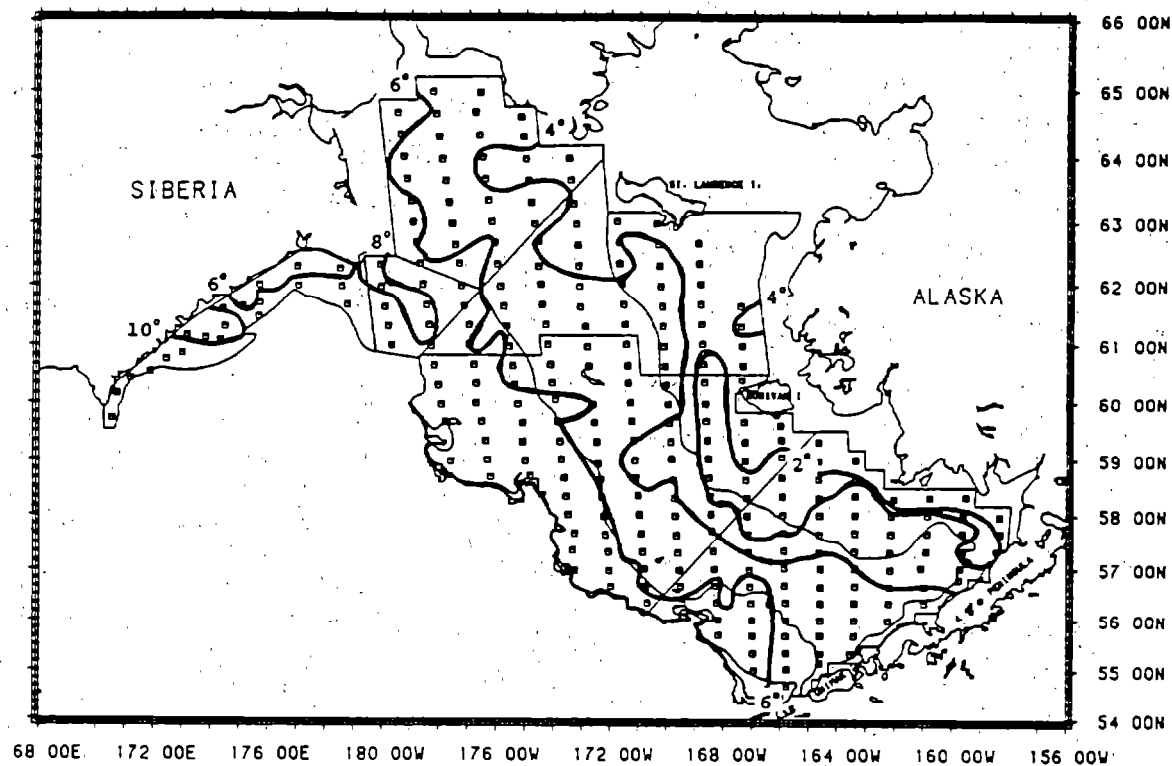 66 00N
6°
65 00N
4°
64 00N
SIBERIA
ST. LAWRENCE I.
63 00N
8°
6°
62 00N
4°
ALASKA
10°
61 00N
NUNIVAK I
60 00N
2°
59 00N
58 00N
57 00N
PENINSULA
4°
56 00N
55 00N
6°
54 00N
68 00E 172 00E 176 00E 180 00W 176 00W 172 00W 168 00W 164 00W 160 00W 156 00W